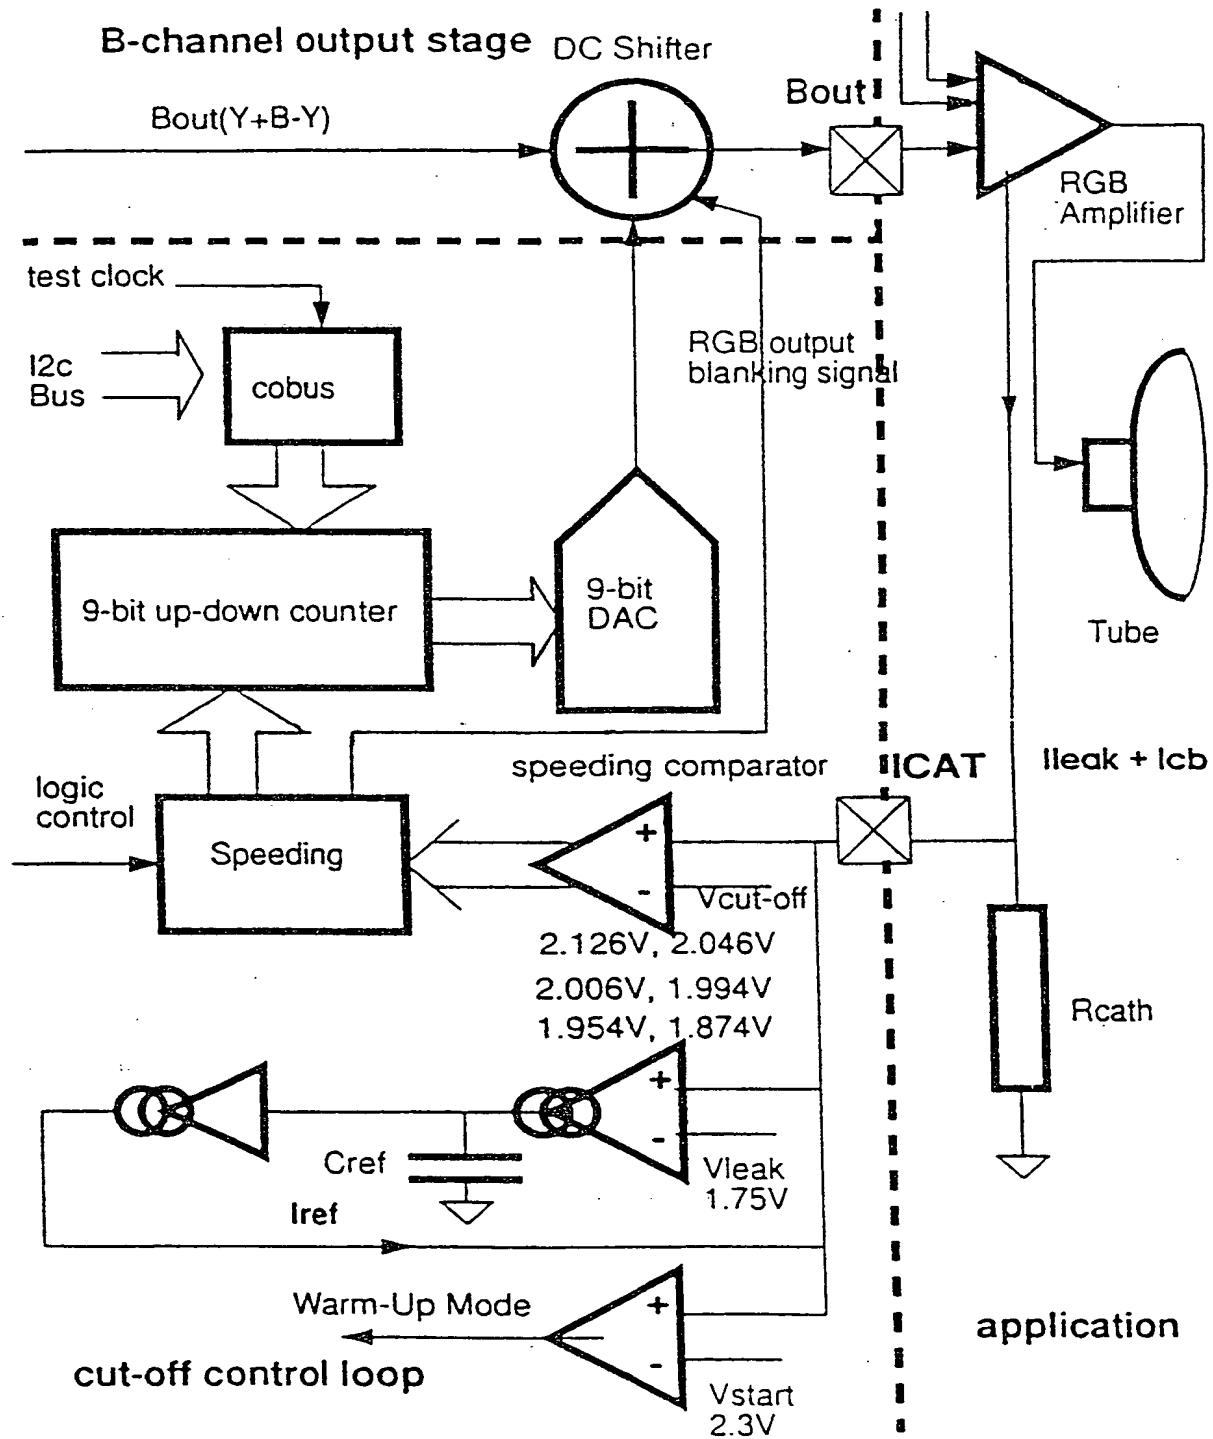 B-channel output stage
DC Shifter
Bout
Bout(Y+B-Y)
RGB
Amplifier
test clock
I2c
Bus
cobus
RGB output
blanking signal
9-bit up-down counter
9-bit
DAC
Tube
speeding comparator
ICAT
Ileak + Icb
logic
control
Speeding
+
-
Vcut-off
2.126V, 2.046V
2.006V, 1.994V
1.954V, 1.874V
Rcath
+
-
Cref
Vleak
1.75V
Iref
Warm-Up Mode
+
-
application
cut-off control loop
Vstart
2.3V